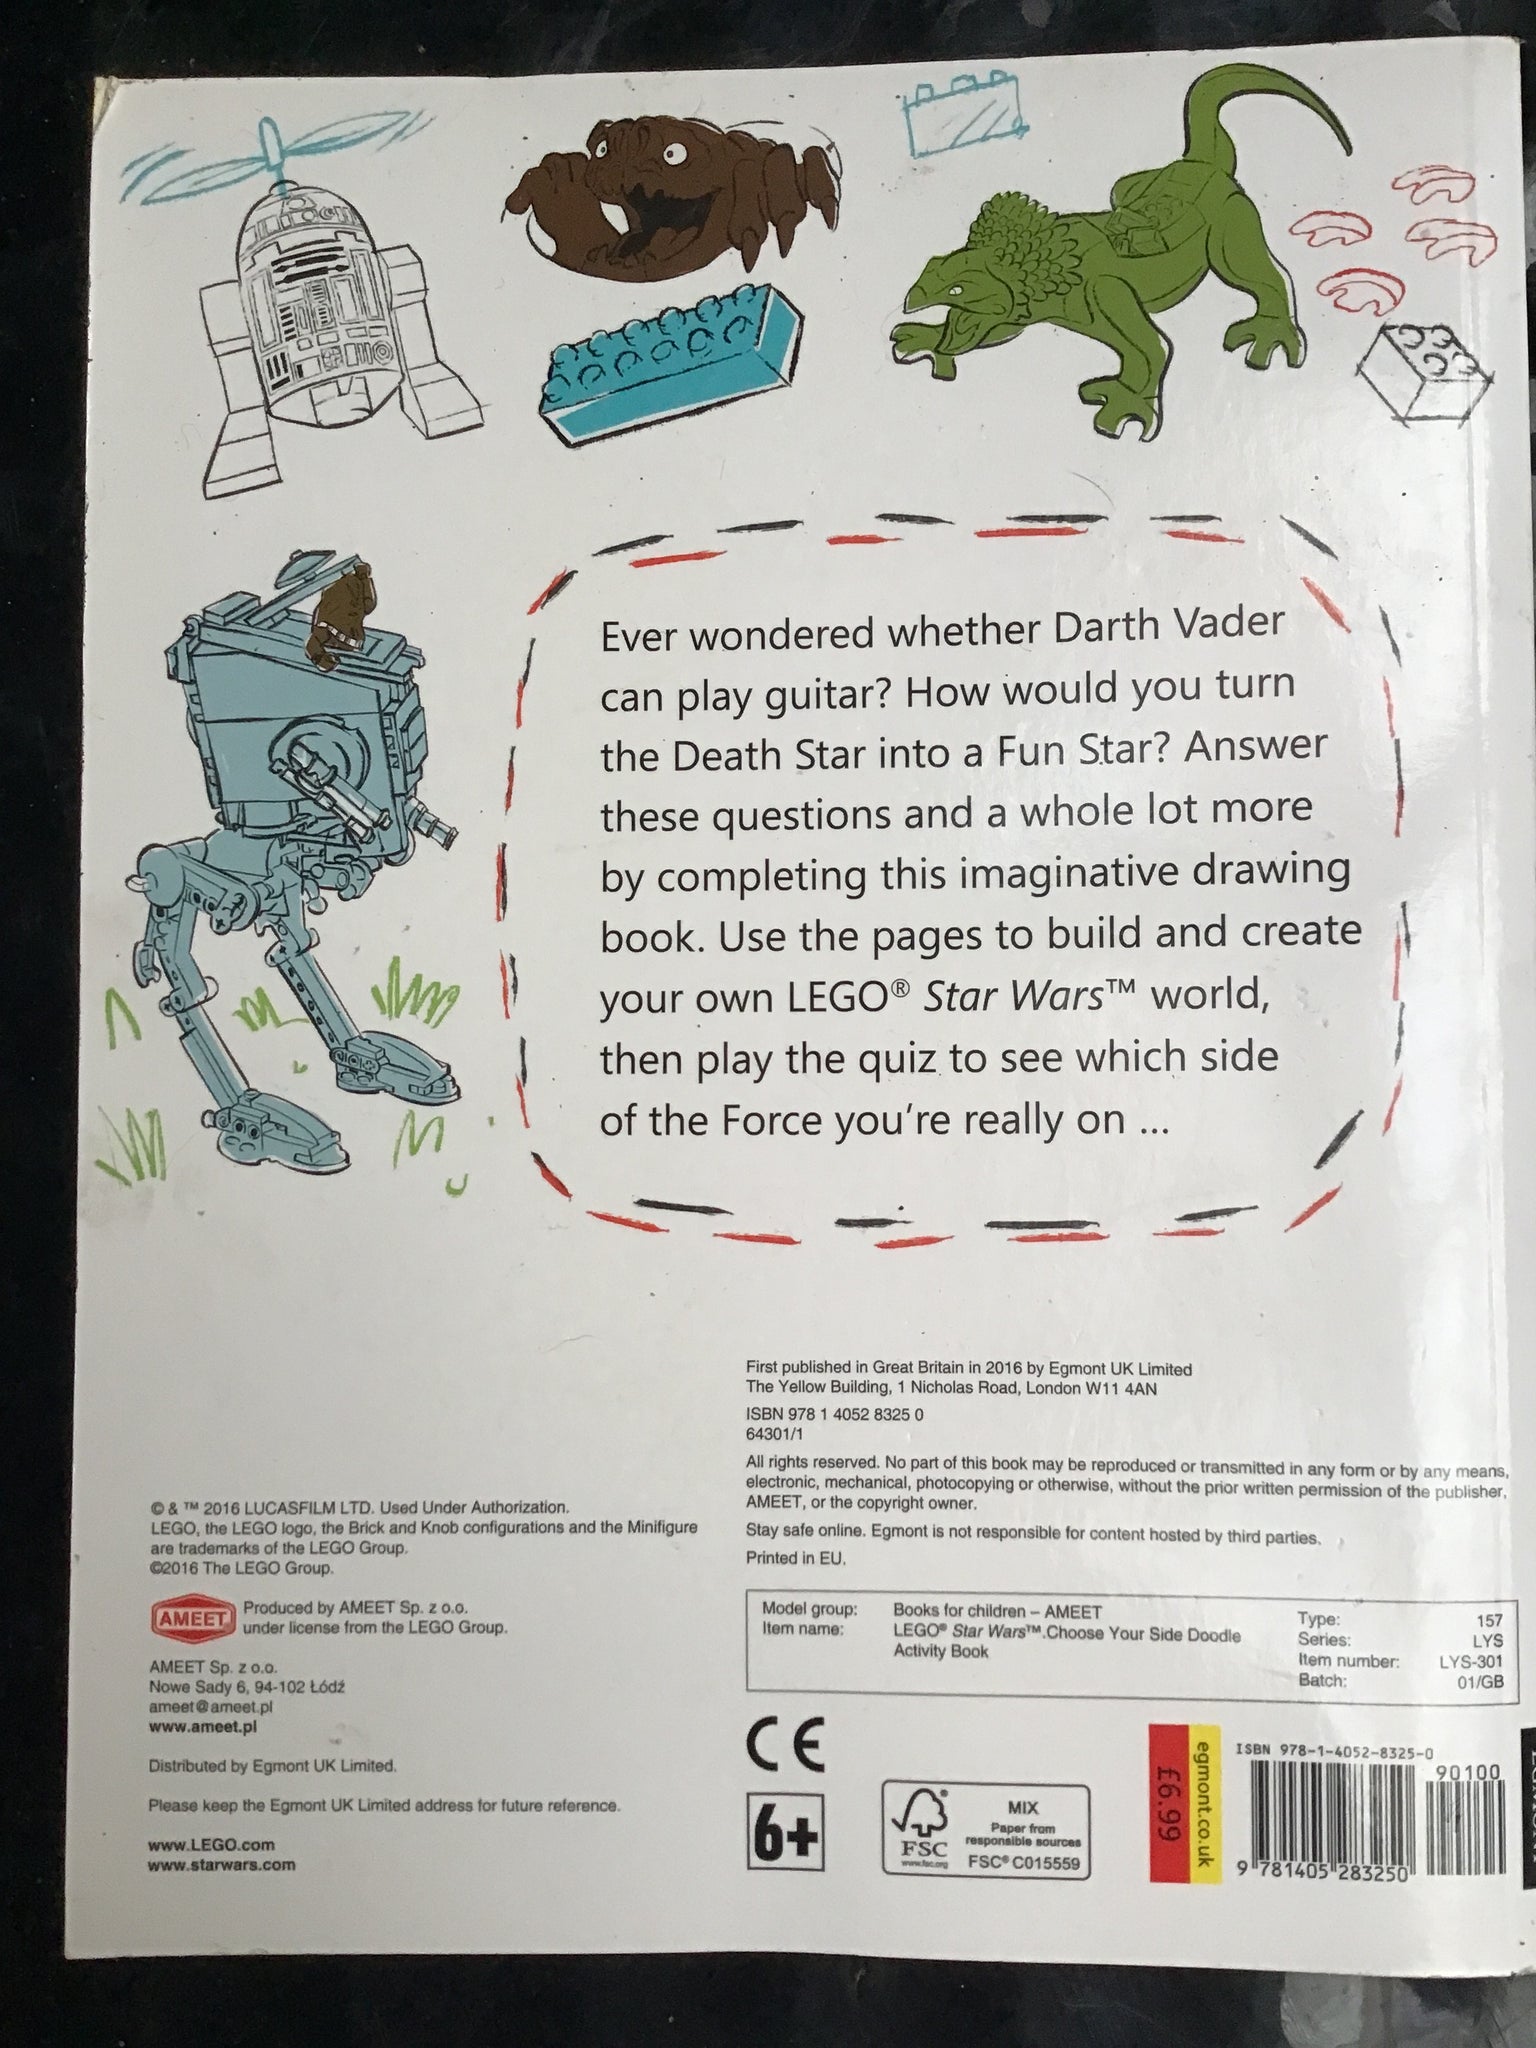 Ever wondered whether Darth Vader
can play guitar? How would you turn
the Death Star into a Fun Star? Answer
these questions and a whole lot more
by completing this imaginative drawing
book. Use the pages to build and create
your own LEGO® Star Wars™ world,
then play the quiz to see which side
of the Force you're really on ...
First published in Great Britain in 2016 by Egmont UK Limited
The Yellow Building, 1 Nicholas Road, London W11 4AN
ISBN 978 1 4052 8325 0
64301/1
All rights reserved. No part of this book may be reproduced or transmitted in any form or by any means,
electronic, mechanical, photocopying or otherwise, without the prior written permission of the publisher,
AMEET, or the copyright owner.
Stay safe online. Egmont is not responsible for content hosted by third parties.
Printed in EU.
© & ™ 2016 LUCASFILM LTD. Used Under Authorization.
LEGO, the LEGO logo, the Brick and Knob configurations and the Minifigure
are trademarks of the LEGO Group.
©2016 The LEGO Group.
AMEET
Produced by AMEET Sp. z o.o.
under license from the LEGO Group.
AMEET Sp. z o.o.
Nowe Sady 6, 94-102 Łódź
ameet@ameet.pl
www.ameet.pl
Distributed by Egmont UK Limited.
Please keep the Egmont UK Limited address for future reference.
www.LEGO.com
www.starwars.com
Model group: Books for children – AMEET
Item name: LEGO® Star Wars™.Choose Your Side Doodle
Activity Book
Type: 157
Series: LYS
Item number: LYS-301
Batch: 01/GB
CE
6+
FSC
www.fsc.org
MIX
Paper from
responsible sources
FSC® C015559
egmont.co.uk
£6.99
ISBN 978-1-4052-8325-0
90100
9 781405 283250